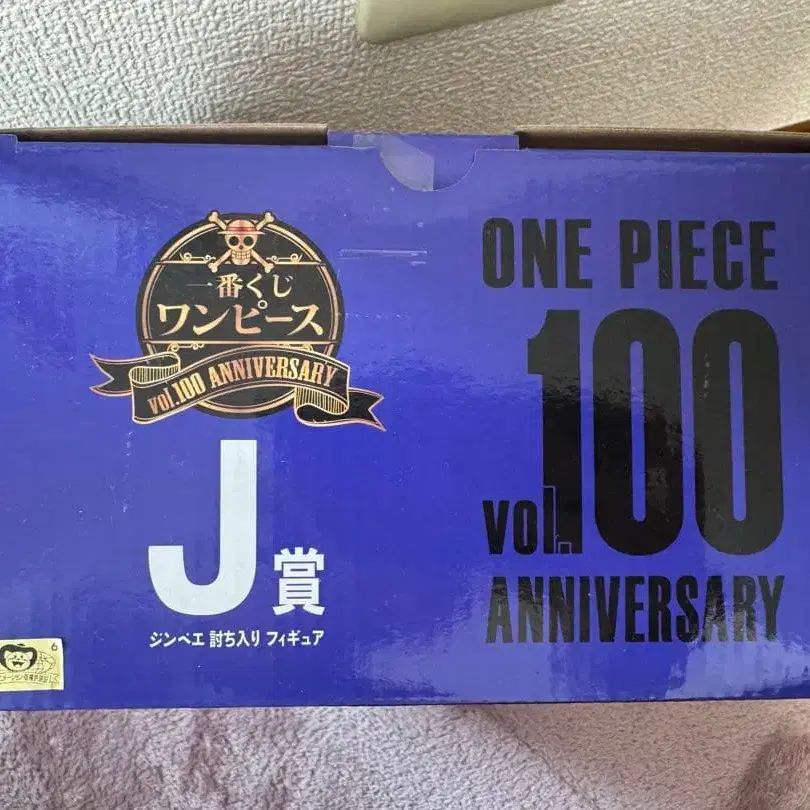 一番くじ
ワンピース
vol.100 ANNIVERSARY
J賞
ジンベエ 討ち入り フィギュア
ONE PIECE
vol.100
ANNIVERSARY
6